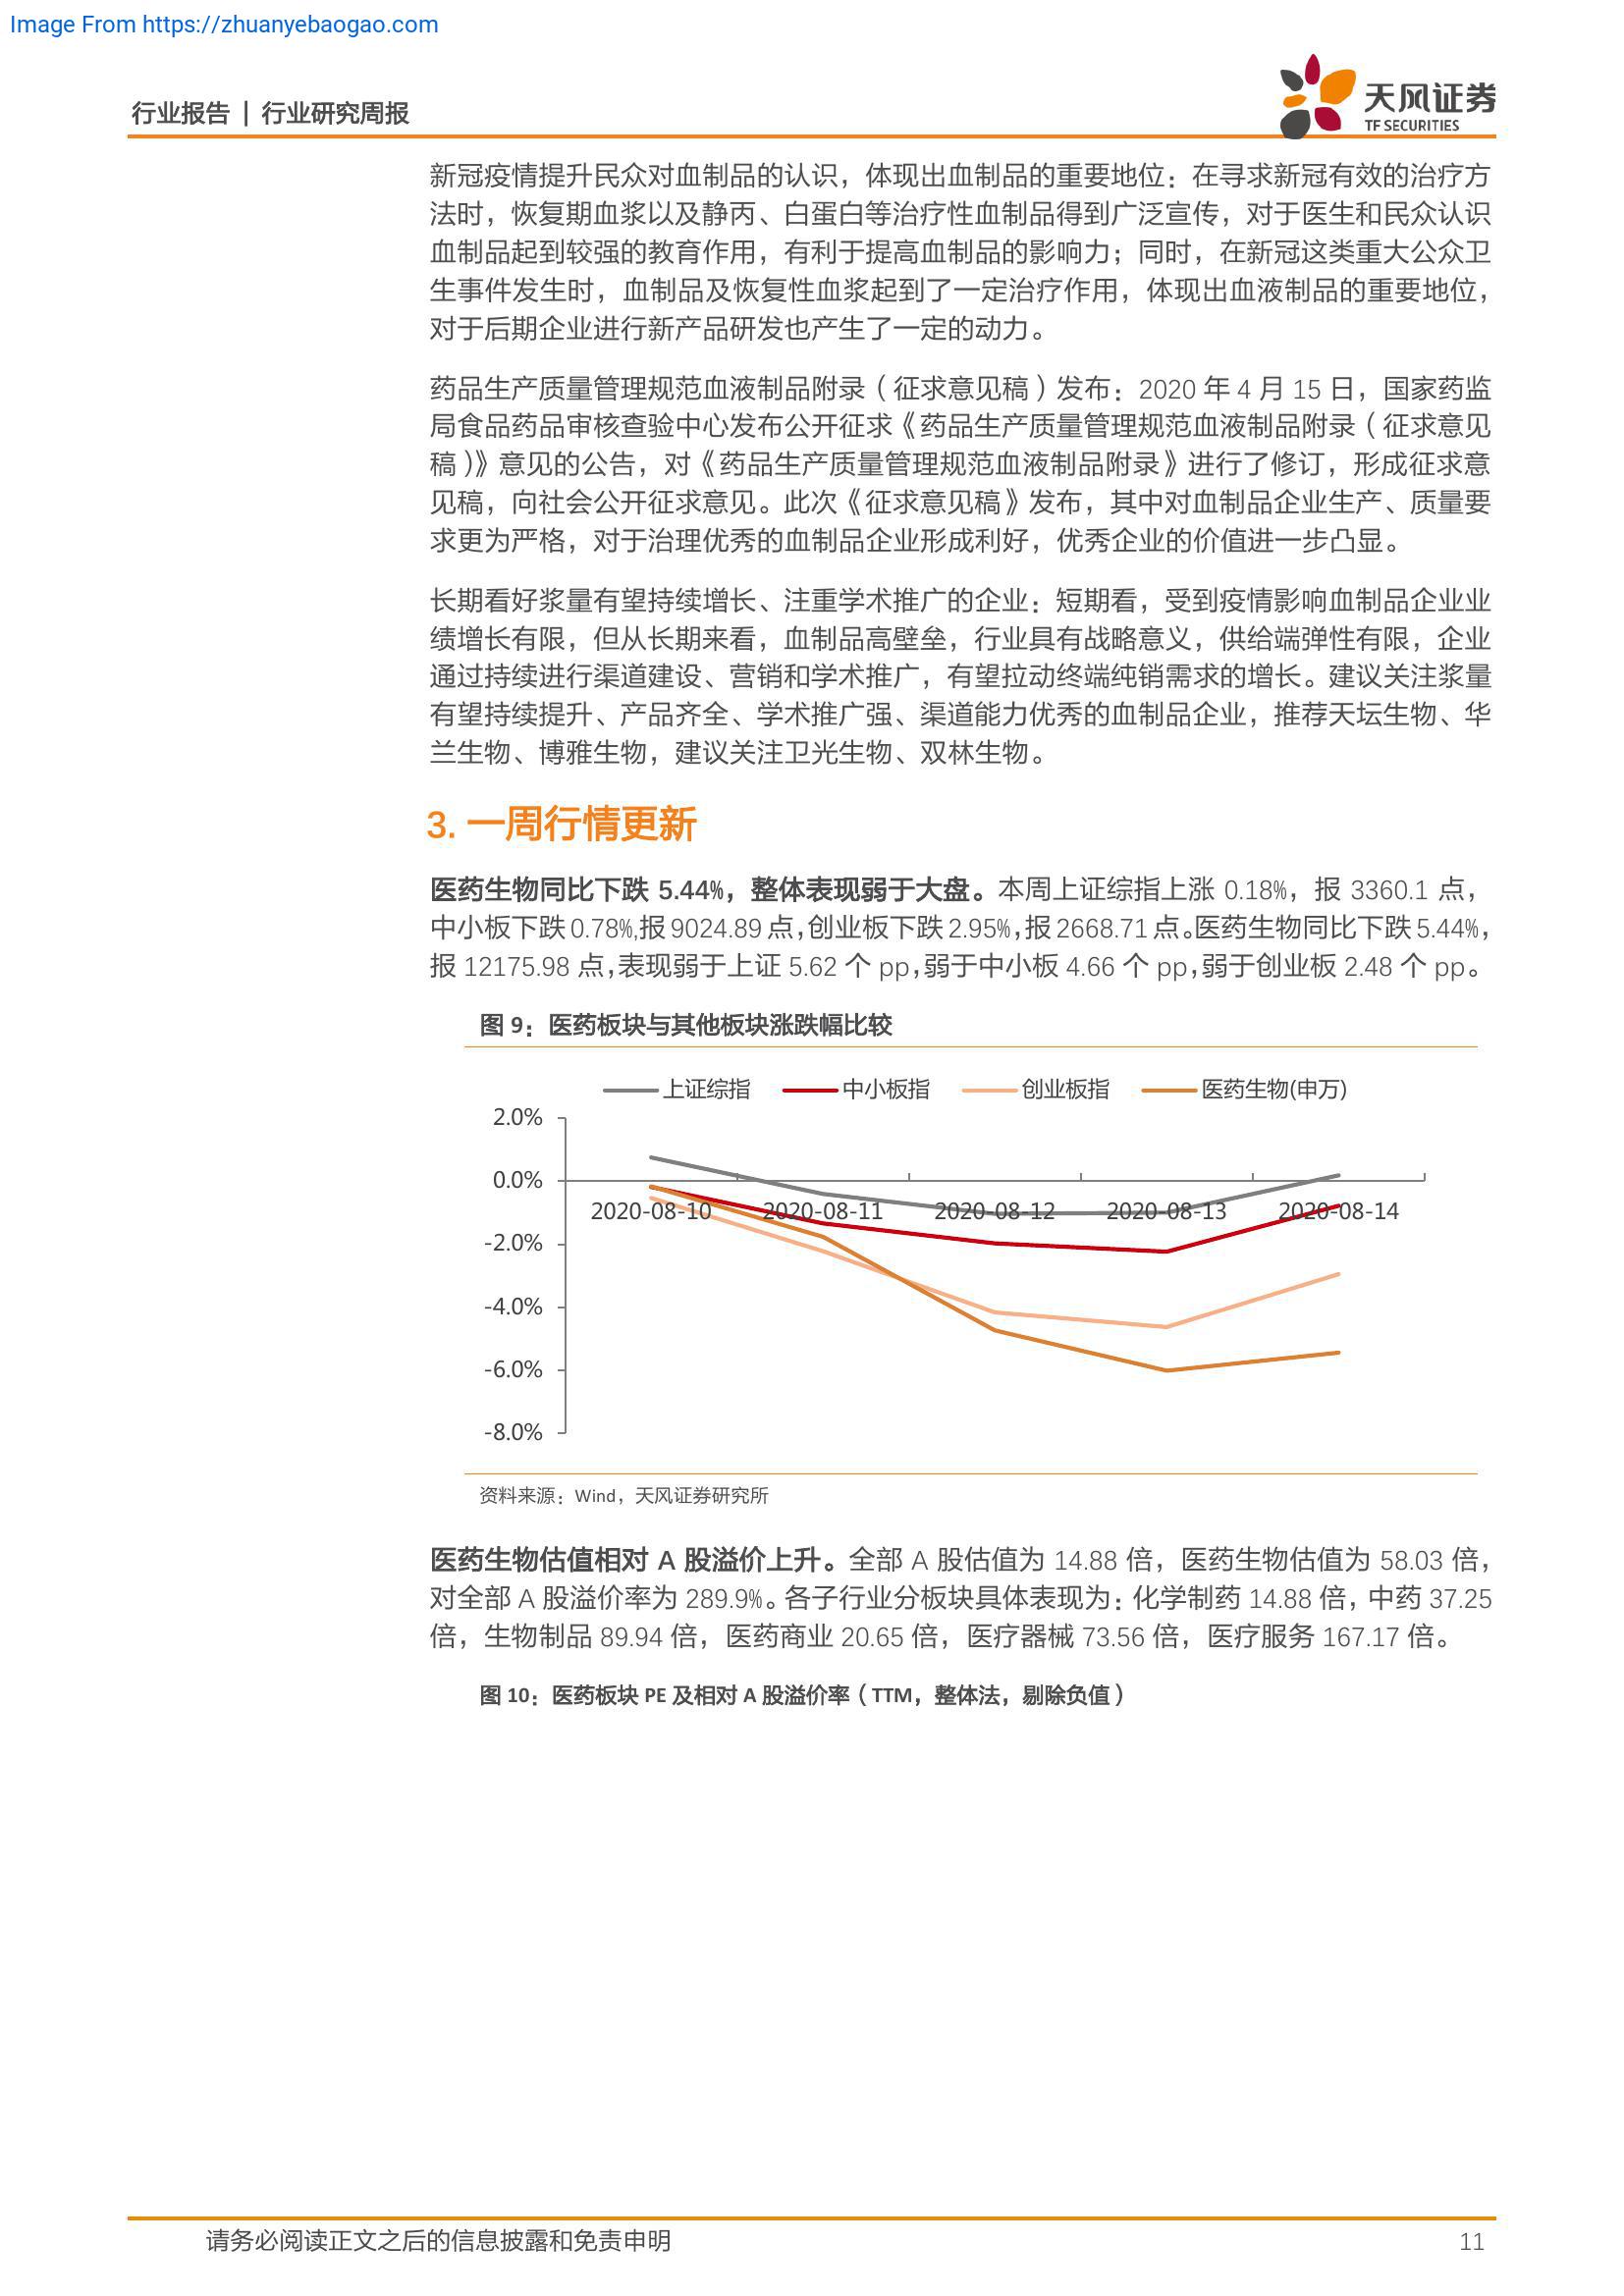 Image From https://zhuanyebaogao.com
行业报告 | 行业研究周报
天风证券
TF SECURITIES
新冠疫情提升民众对血制品的认识，体现出血制品的重要地位：在寻求新冠有效的治疗方
法时，恢复期血浆以及静丙、白蛋白等治疗性血制品得到广泛宣传，对于医生和民众认识
血制品起到较强的教育作用，有利于提高血制品的影响力；同时，在新冠这类重大公众卫
生事件发生时，血制品及恢复性血浆起到了一定治疗作用，体现出血液制品的重要地位，
对于后期企业进行新产品研发也产生了一定的动力。
药品生产质量管理规范血液制品附录（征求意见稿）发布：2020 年 4 月 15 日，国家药监
局食品药品审核查验中心发布公开征求《药品生产质量管理规范血液制品附录（征求意见
稿）》意见的公告，对《药品生产质量管理规范血液制品附录》进行了修订，形成征求意
见稿，向社会公开征求意见。此次《征求意见稿》发布，其中对血制品企业生产、质量要
求更为严格，对于治理优秀的血制品企业形成利好，优秀企业的价值进一步凸显。
长期看好浆量有望持续增长、注重学术推广的企业：短期看，受到疫情影响血制品企业业
绩增长有限，但从长期来看，血制品高壁垒，行业具有战略意义，供给端弹性有限，企业
通过持续进行渠道建设、营销和学术推广，有望拉动终端纯销需求的增长。建议关注浆量
有望持续提升、产品齐全、学术推广强、渠道能力优秀的血制品企业，推荐天坛生物、华
兰生物、博雅生物，建议关注卫光生物、双林生物。
3. 一周行情更新
医药生物同比下跌 5.44%，整体表现弱于大盘。本周上证综指上涨 0.18%，报 3360.1 点，
中小板下跌 0.78%,报 9024.89 点，创业板下跌 2.95%，报 2668.71 点。医药生物同比下跌 5.44%，
报 12175.98 点，表现弱于上证 5.62 个 pp，弱于中小板 4.66 个 pp，弱于创业板 2.48 个 pp。
图 9：医药板块与其他板块涨跌幅比较
上证综指 中小板指 创业板指 医药生物(申万)
2.0%
0.0%
2020-08-10 2020-08-11 2020-08-12 2020-08-13 2020-08-14
-2.0%
-4.0%
-6.0%
-8.0%
资料来源：Wind，天风证券研究所
医药生物估值相对 A 股溢价上升。全部 A 股估值为 14.88 倍，医药生物估值为 58.03 倍，
对全部 A 股溢价率为 289.9%。各子行业分板块具体表现为：化学制药 14.88 倍，中药 37.25
倍，生物制品 89.94 倍，医药商业 20.65 倍，医疗器械 73.56 倍，医疗服务 167.17 倍。
图 10：医药板块 PE 及相对 A 股溢价率（TTM，整体法，剔除负值）
请务必阅读正文之后的信息披露和免责申明
11